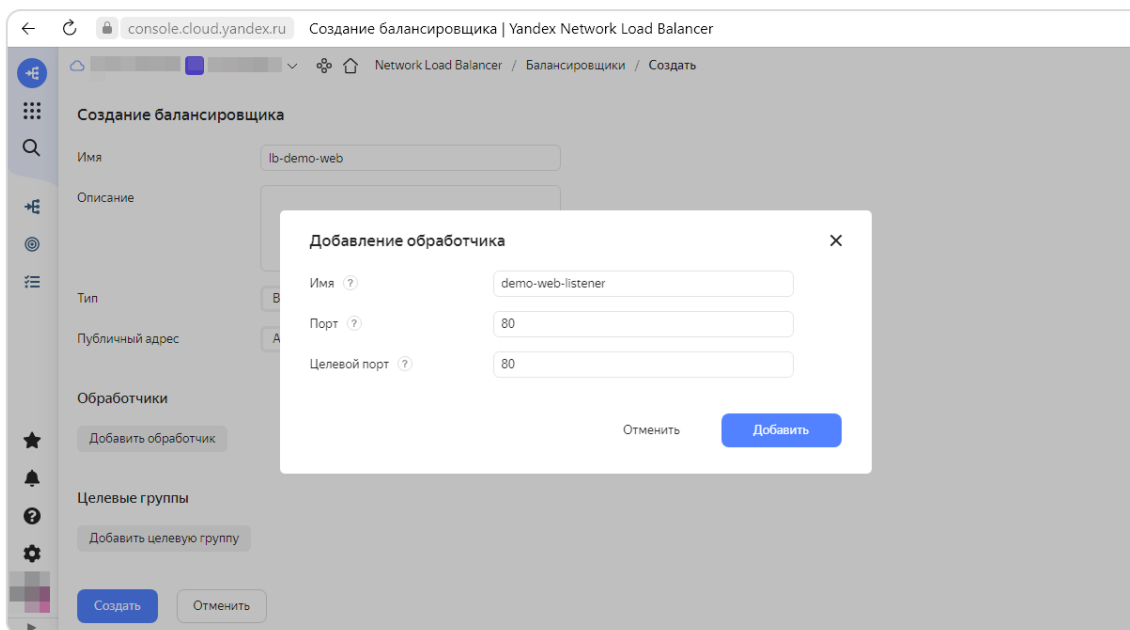 console.cloud.yandex.ru Создание балансировщика | Yandex Network Load Balancer
Network Load Balancer / Балансировщики / Создать
Создание балансировщика
Имя lb-demo-web
Описание
Добавление обработчика
Имя ? demo-web-listener
Порт ? 80
Целевой порт ? 80
Отменить Добавить
Тип В
Публичный адрес А
Обработчики
Добавить обработчик
Целевые группы
Добавить целевую группу
Создать Отменить